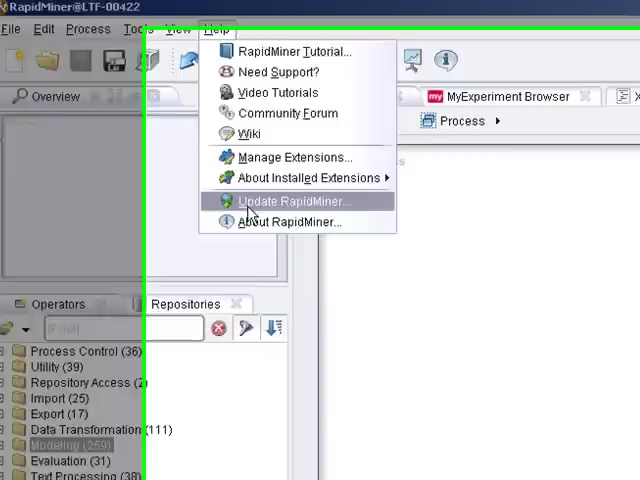 RapidMiner@LTF-00422
File Edit Process Tools View Help
RapidMiner Tutorial...
Need Support?
Video Tutorials
Community Forum
Wiki
Manage Extensions...
About Installed Extensions
Update RapidMiner...
About RapidMiner...
Overview
MyExperiment Browser
X
Process
Operators
Repositories
[Filter]
Process Control (36)
Utility (39)
Repository Access (2)
Import (25)
Export (17)
Data Transformation (111)
Modeling (259)
Evaluation (31)
Text Processing (38)